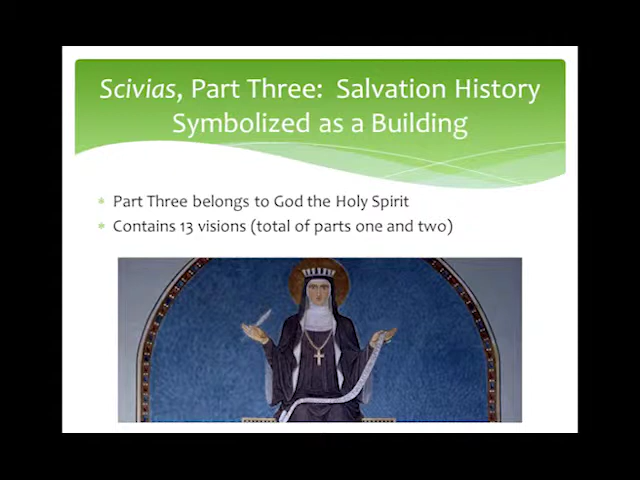 Scivias, Part Three:  Salvation History
Symbolized as a Building
Part Three belongs to God the Holy Spirit
Contains 13 visions (total of parts one and two)